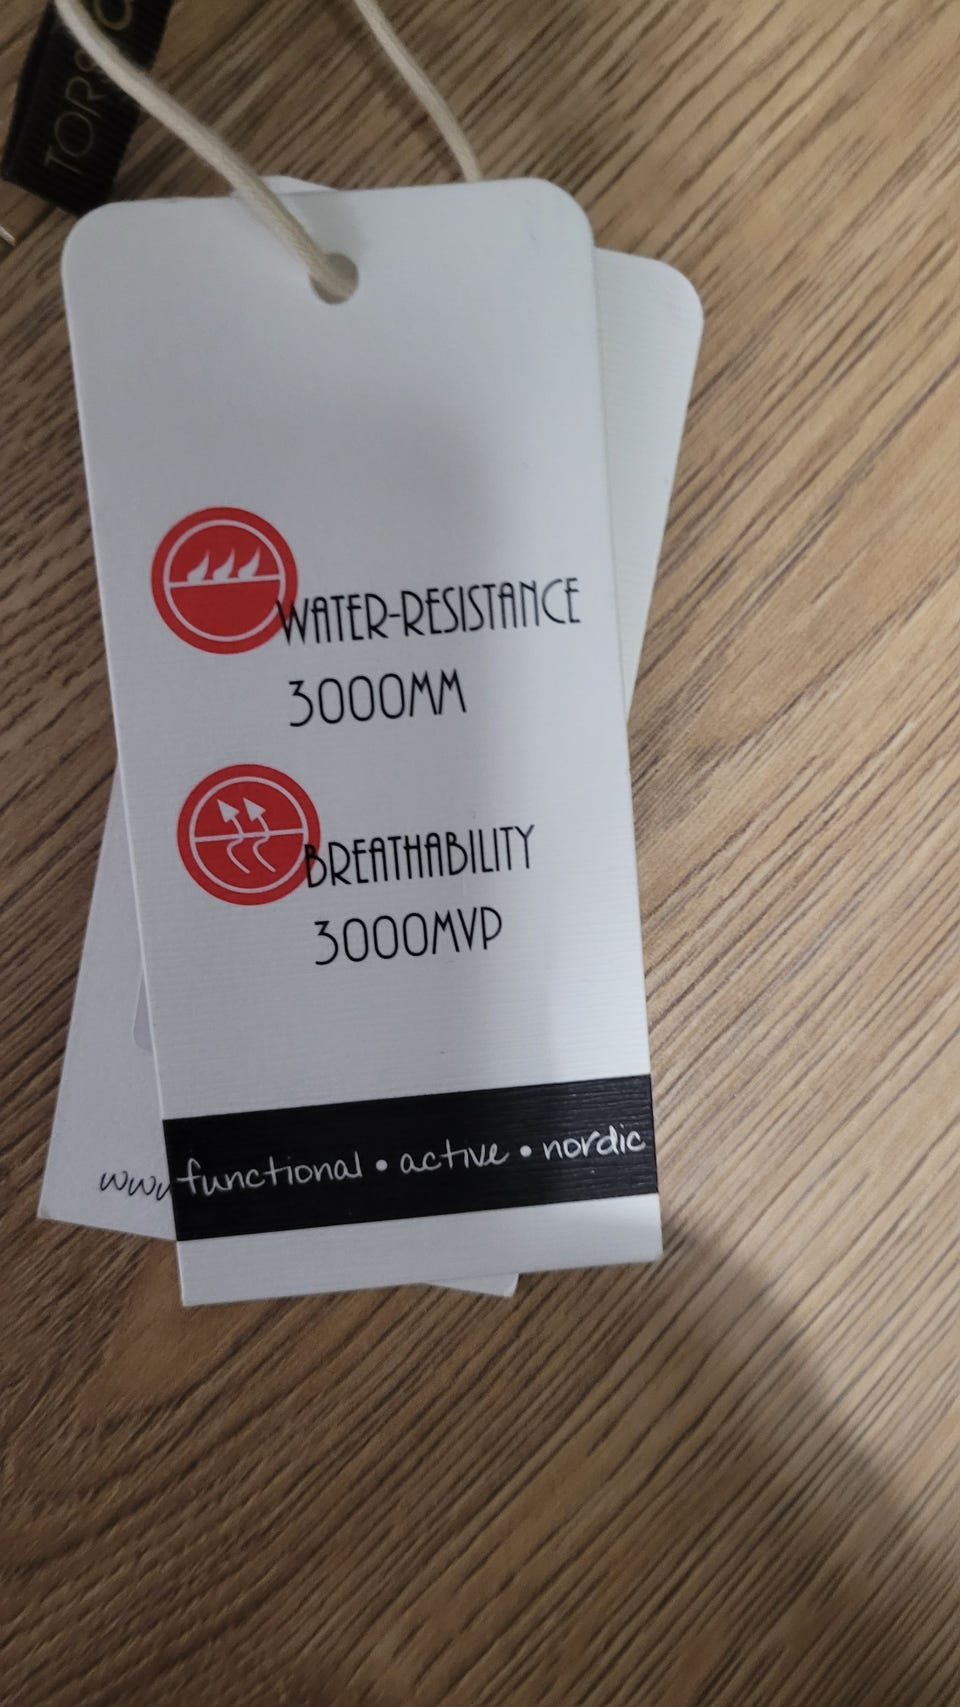 WATER-RESISTANCE
3000MM
BREATHABILITY
3000MVP
functional • active • nordic